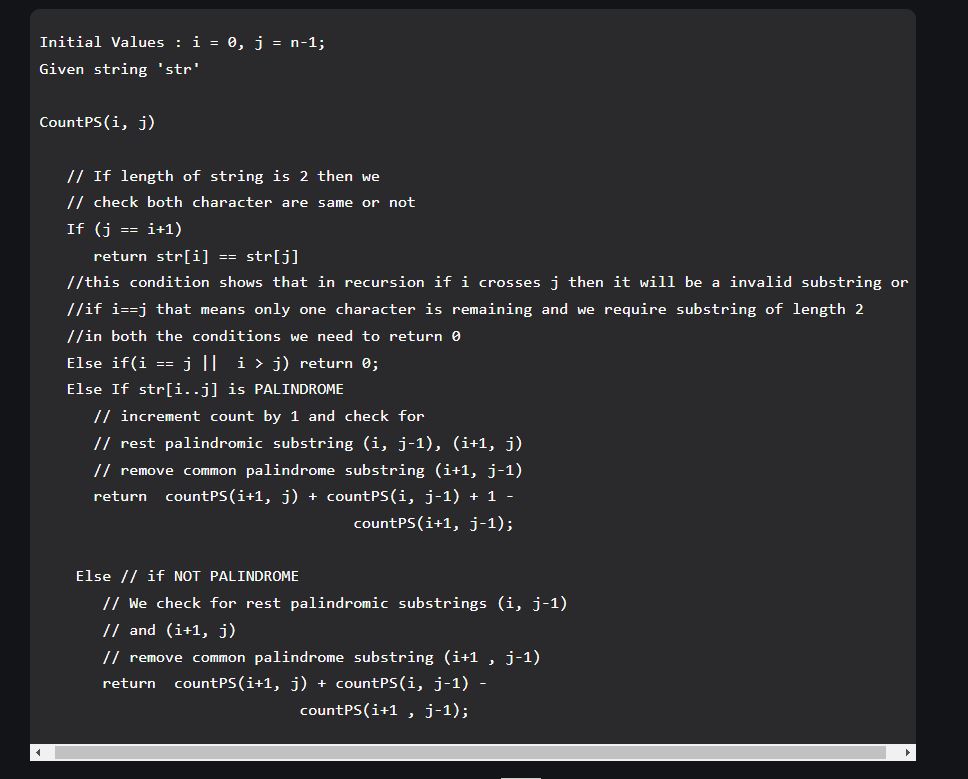 Initial Values : i = 0, j = n-1;
Given string 'str'

CountPS(i, j)

   // If length of string is 2 then we
   // check both character are same or not
   If (j == i+1)
      return str[i] == str[j]
   //this condition shows that in recursion if i crosses j then it will be a invalid substring or
   //if i==j that means only one character is remaining and we require substring of length 2
   //in both the conditions we need to return 0
   Else if(i == j ||  i > j) return 0;
   Else If str[i..j] is PALINDROME
      // increment count by 1 and check for
      // rest palindromic substring (i, j-1), (i+1, j)
      // remove common palindrome substring (i+1, j-1)
      return  countPS(i+1, j) + countPS(i, j-1) + 1 -
                                   countPS(i+1, j-1);

    Else // if NOT PALINDROME
       // We check for rest palindromic substrings (i, j-1)
       // and (i+1, j)
       // remove common palindrome substring (i+1 , j-1)
       return  countPS(i+1, j) + countPS(i, j-1) -
                             countPS(i+1 , j-1);